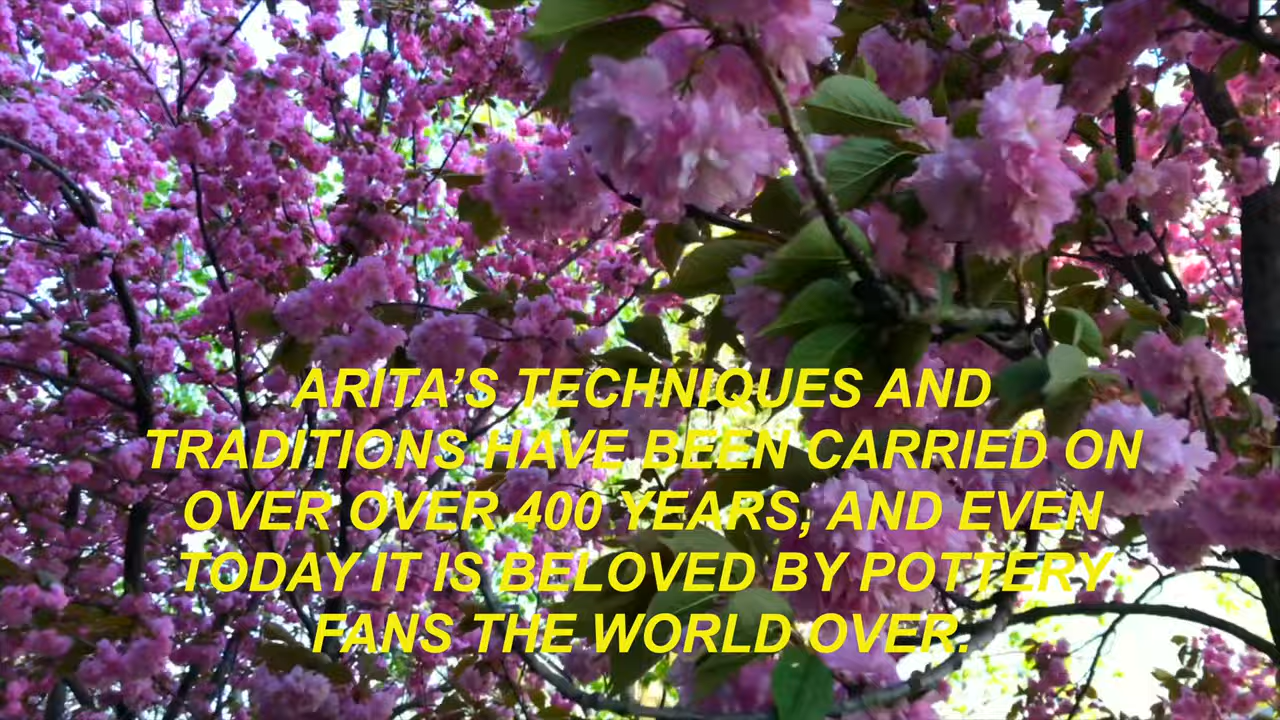 ARITA’S TECHNIQUES AND
TRADITIONS HAVE BEEN CARRIED ON
OVER OVER 400 YEARS, AND EVEN
TODAY IT IS BELOVED BY POTTERY
FANS THE WORLD OVER.